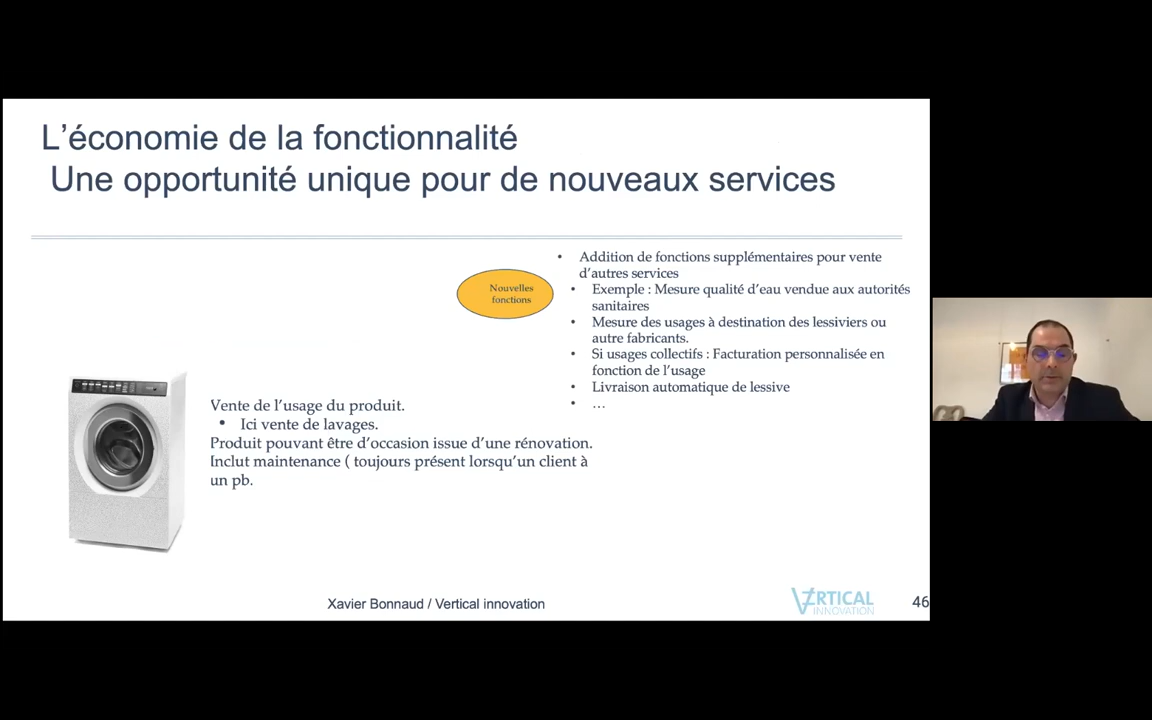 L’économie de la fonctionnalité
Une opportunité unique pour de nouveaux services
Nouvelles
fonctions
• Addition de fonctions supplémentaires pour vente
d’autres services
• Exemple : Mesure qualité d’eau vendue aux autorités
sanitaires
• Mesure des usages à destination des lessiviers ou
autre fabricants.
• Si usages collectifs : Facturation personnalisée en
fonction de l’usage
• Livraison automatique de lessive
• …
Vente de l’usage du produit.
• Ici vente de lavages.
Produit pouvant être d’occasion issue d’une rénovation.
Inclut maintenance ( toujours présent lorsqu’un client à
un pb.
Xavier Bonnaud / Vertical innovation
VERTICAL
INNOVATION
46